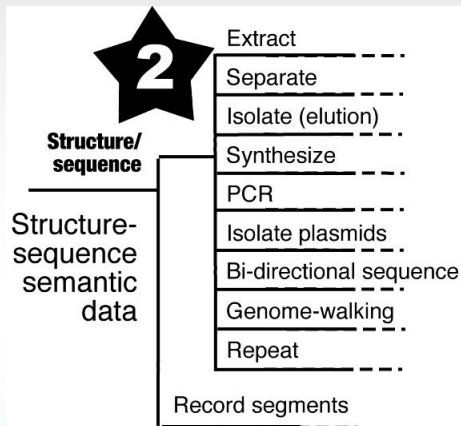 2
Extract
Separate
Isolate (elution)
Structure/
sequence
Synthesize
PCR
Structure-
sequence
semantic
data
Isolate plasmids
Bi-directional sequence
Genome-walking
Repeat
Record segments